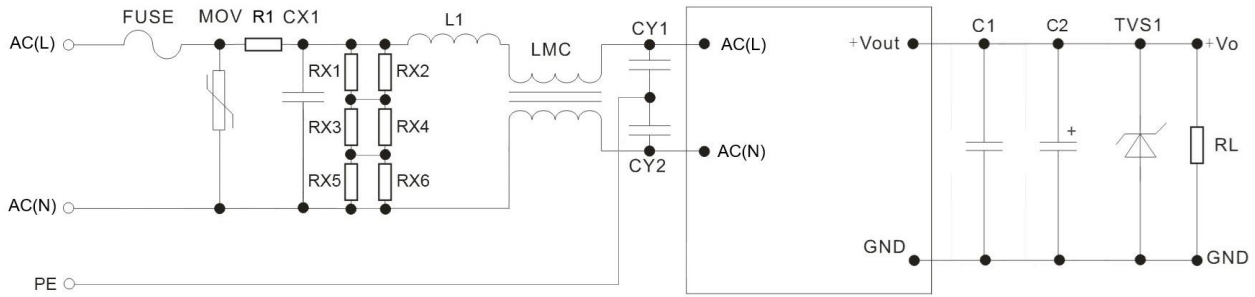 FUSE MOV R1 CX1 L1 CY1 C1 C2 TVS1
AC(L) LMC AC(L) +Vout +Vo
RX1 RX2
RX3 RX4 + RL
AC(N)
RX5 RX6 CY2
AC(N) GND GND
PE